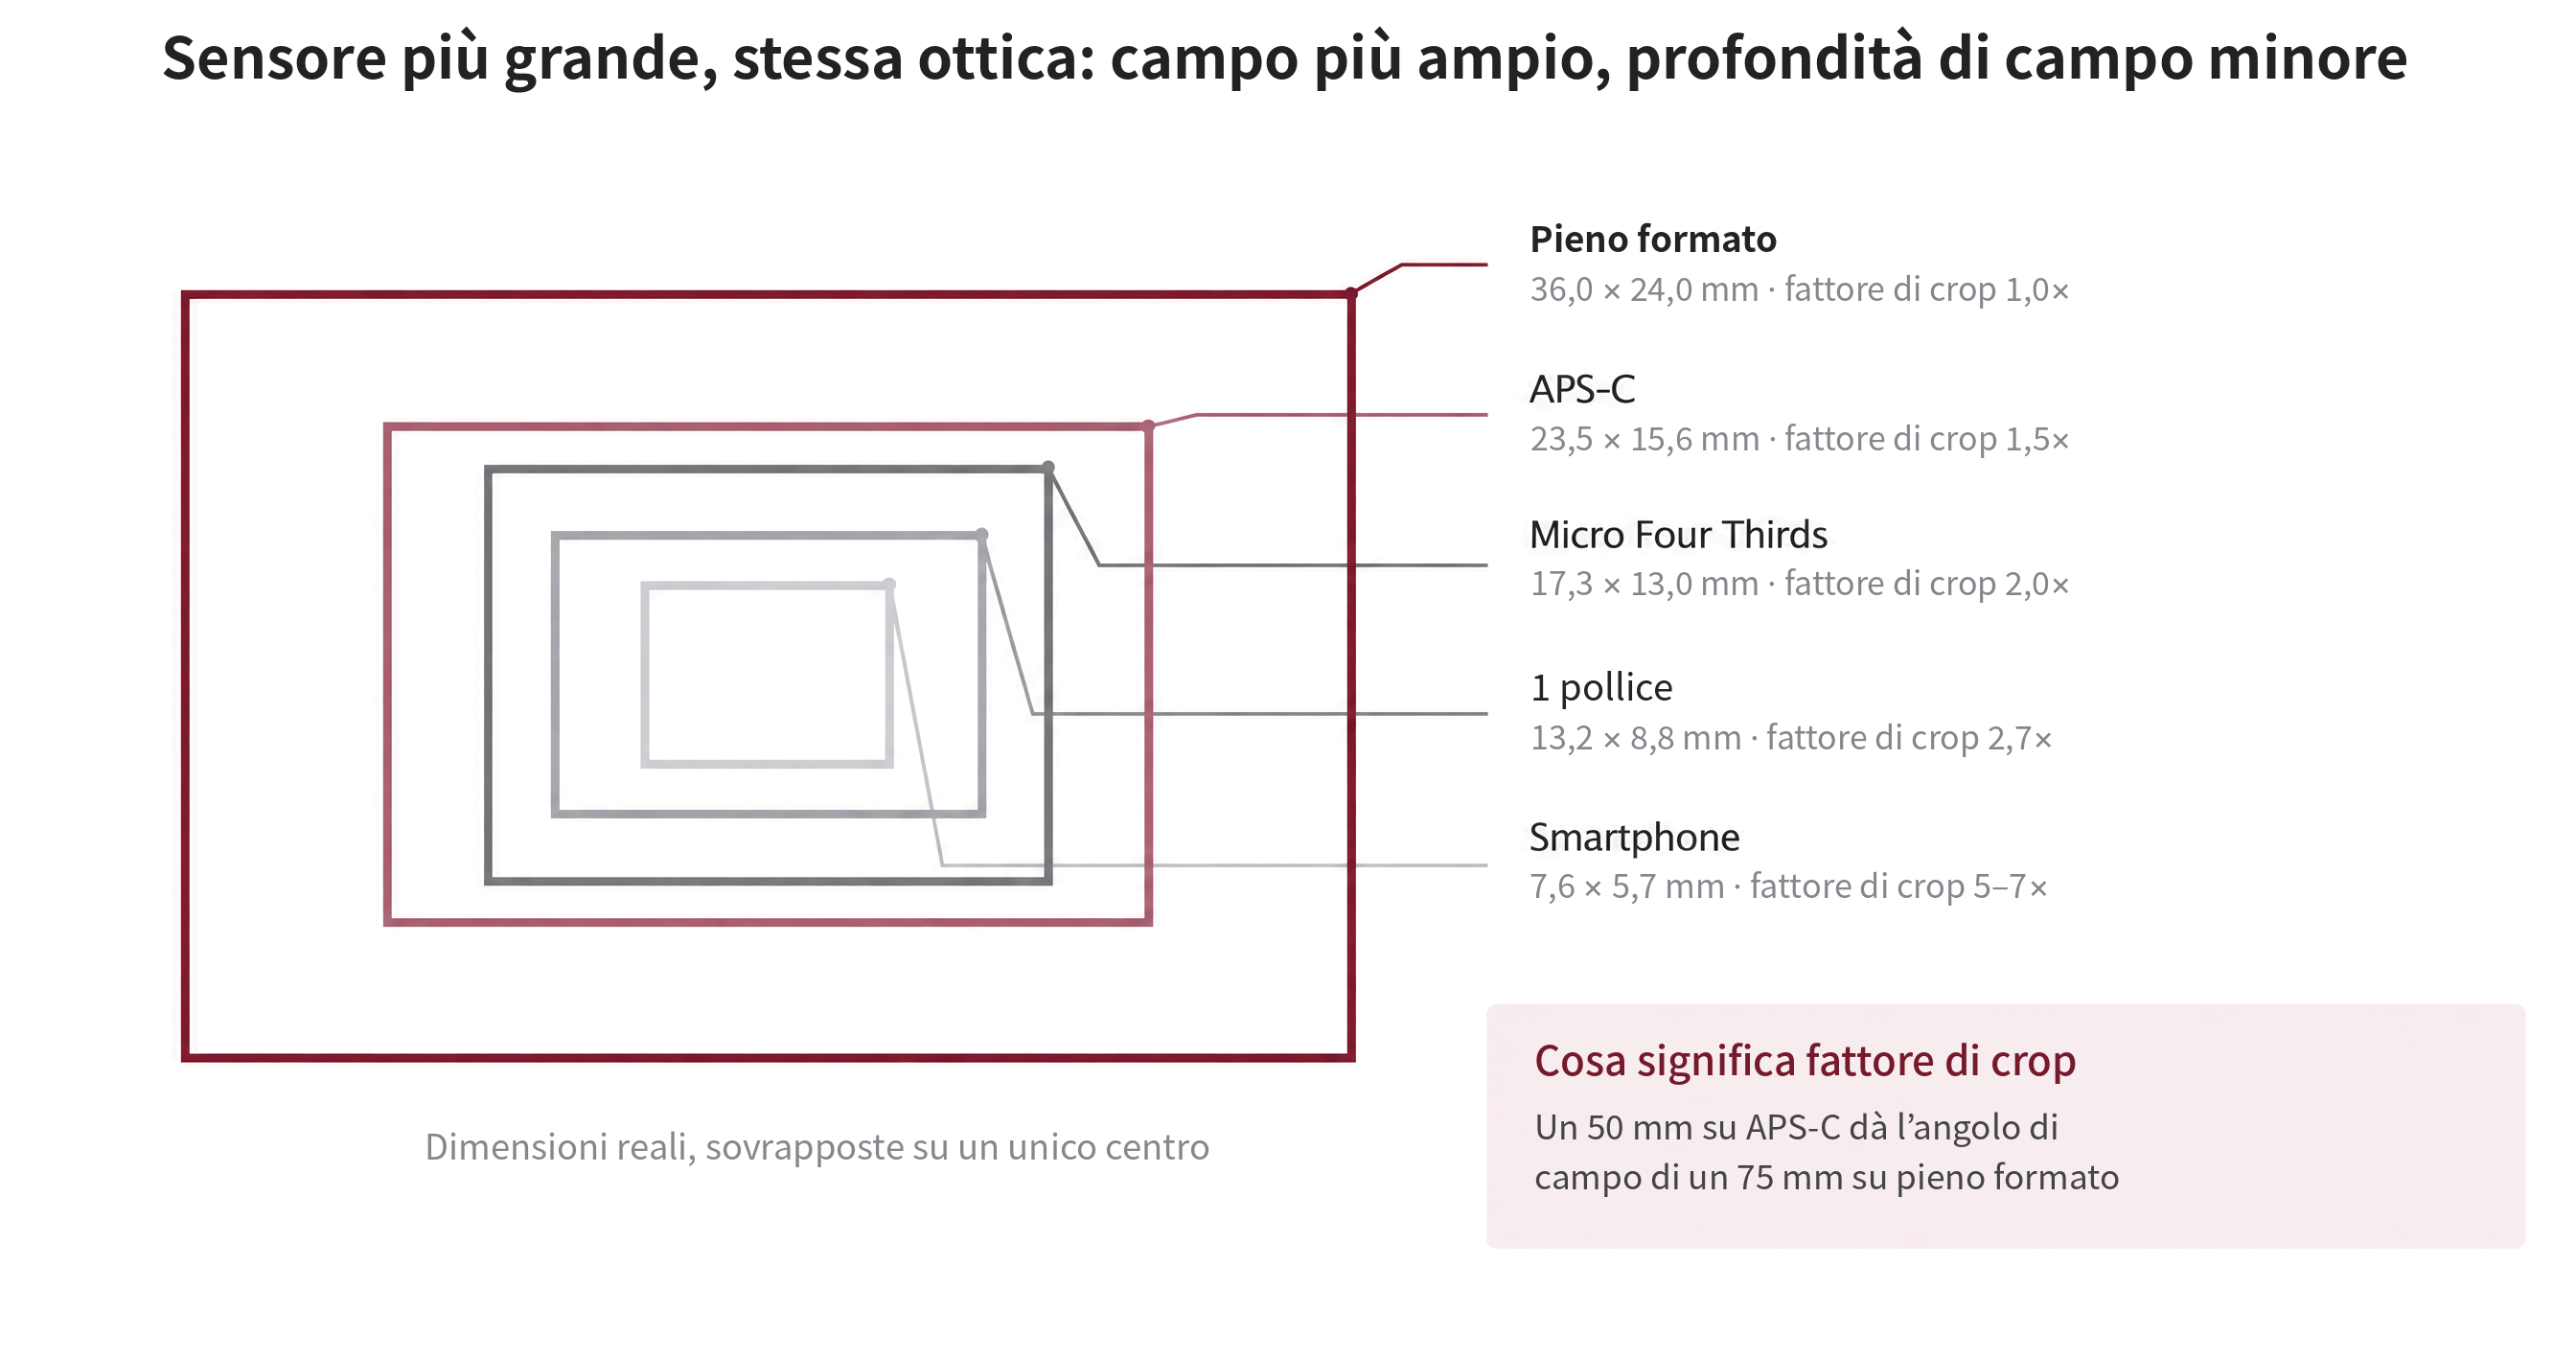 Sensore più grande, stessa ottica: campo più ampio, profondità di campo minore
Pieno formato
36,0 × 24,0 mm · fattore di crop 1,0×
APS-C
23,5 × 15,6 mm · fattore di crop 1,5×
Micro Four Thirds
17,3 × 13,0 mm · fattore di crop 2,0×
1 pollice
13,2 × 8,8 mm · fattore di crop 2,7×
Smartphone
7,6 × 5,7 mm · fattore di crop 5–7×
Dimensioni reali, sovrapposte su un unico centro
Cosa significa fattore di crop
Un 50 mm su APS-C dà l’angolo di
campo di un 75 mm su pieno formato